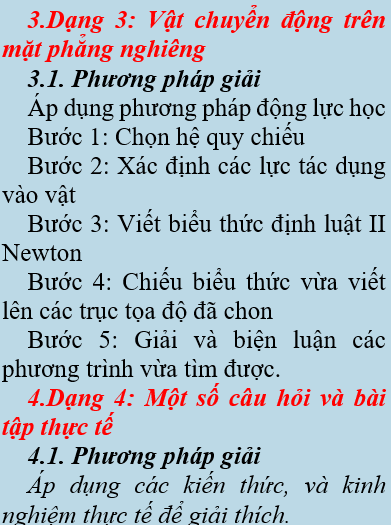 3.Dạng 3: Vật chuyển động trên
mặt phẳng nghiêng
3.1. Phương pháp giải
Áp dụng phương pháp động lực học
Bước 1: Chọn hệ quy chiếu
Bước 2: Xác định các lực tác dụng
vào vật
Bước 3: Viết biểu thức định luật II
Newton
Bước 4: Chiếu biểu thức vừa viết
lên các trục tọa độ đã chon
Bước 5: Giải và biện luận các
phương trình vừa tìm được.
4.Dạng 4: Một số câu hỏi và bài
tập thực tế
4.1. Phương pháp giải
Áp dụng các kiến thức, và kinh
nghiệm thực tế để giải thích.